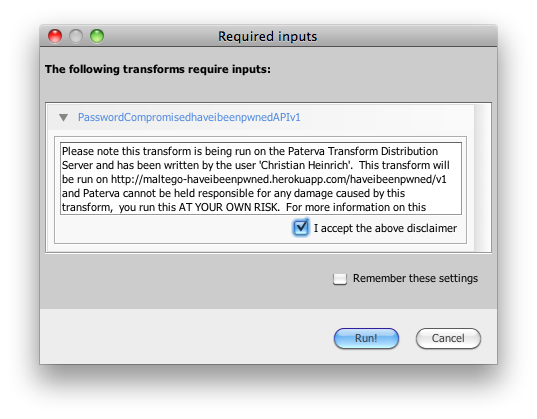 Required inputs
The following transforms require inputs:
PasswordCompromisedhaveibeenpwnedAPIv1
Please note this transform is being run on the Paterva Transform Distribution
Server and has been written by the user 'Christian Heinrich'.  This transform will
be run on http://maltego-haveibeenpwned.herokuapp.com/haveibeenpwned/v1
and Paterva cannot be held responsible for any damage caused by this
transform,  you run this AT YOUR OWN RISK.  For more information on this
I accept the above disclaimer
Remember these settings
Run!
Cancel